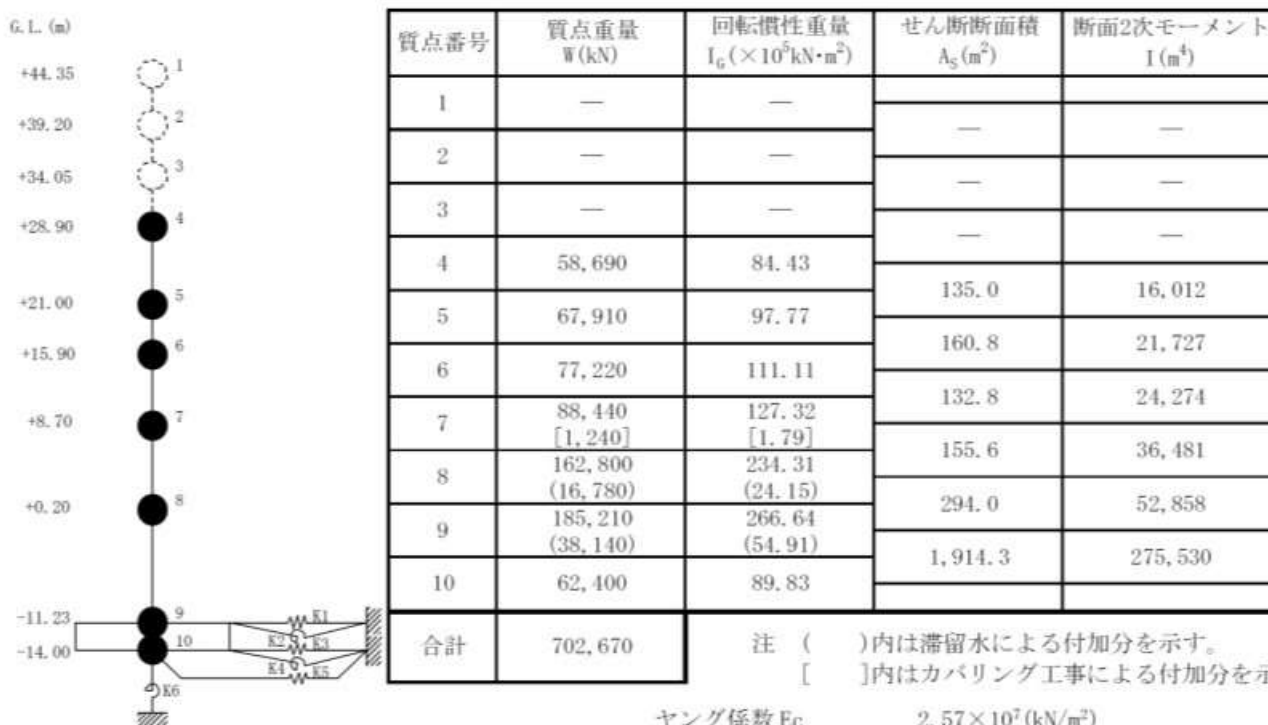 G.L.(m)
+44.35
+39.20
+34.05
+28.90
+21.00
+15.90
+8.70
+0.20
-11.23
-14.00
1
2
3
4
5
6
7
8
9
10
K1
K2
K3
K4
K5
K6
質点番号 質点重量 W(kN) 回転慣性重量 I_G(×10⁵kN・m²) せん断断面積 A_S(m²) 断面2次モーメント I(m⁴)
1 — —
— —
2 — —
— —
3 — —
— —
4 58,690 84.43
135.0 16,012
5 67,910 97.77
160.8 21,727
6 77,220 111.11
132.8 24,274
7 88,440 127.32
[1,240] [1.79]
155.6 36,481
8 162,800 234.31
(16,780) (24.15)
294.0 52,858
9 185,210 266.64
(38,140) (54.91)
1,914.3 275,530
10 62,400 89.83
合計 702,670
注 ( )内は滞留水による付加分を示す。
[ ]内はカバリング工事による付加分を示
ヤング係数Ec 2.57×10⁷(kN/m²)